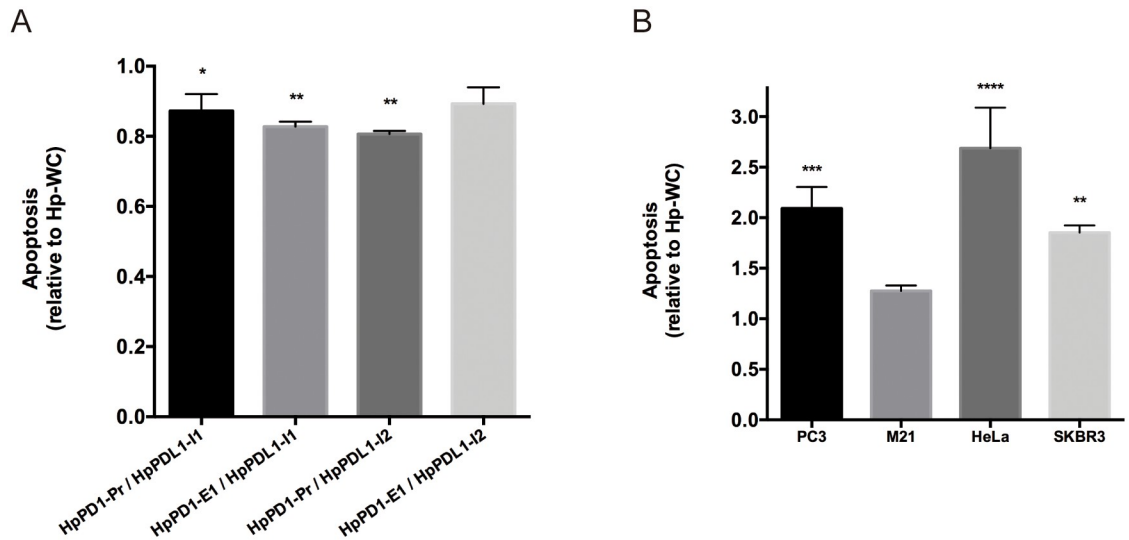 A
Apoptosis
(relative to Hp-WC)
1.0
0.8
0.6
0.4
0.2
0.0
*
**
**
HpPD1-Pr / HpPDL1-I1
HpPD1-E1 / HpPDL1-I1
HpPD1-Pr / HpPDL1-I2
HpPD1-E1 / HpPDL1-I2
B
Apoptosis
(relative to Hp-WC)
3.0
2.5
2.0
1.5
1.0
0.5
0.0
***
****
**
PC3 M21 HeLa SKBR3